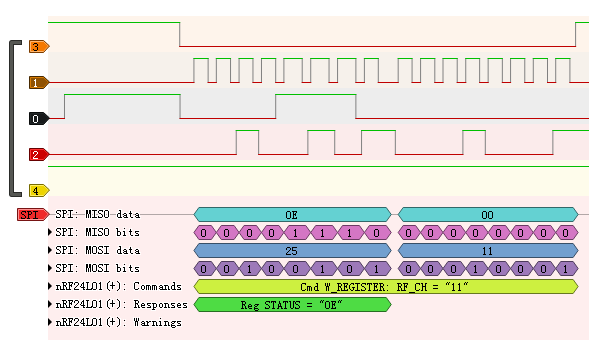 3
1
0
2
4
SPI SPI: MISO data 0E 00
SPI: MISO bits 0 0 0 0 1 1 1 0 0 0 0 0 0 0 0 0
SPI: MOSI data 25 11
SPI: MOSI bits 0 0 1 0 0 1 0 1 0 0 0 1 0 0 0 1
nRF24L01(+): Commands Cmd W_REGISTER: RF_CH = "11"
nRF24L01(+): Responses Reg STATUS = "0E"
nRF24L01(+): Warnings